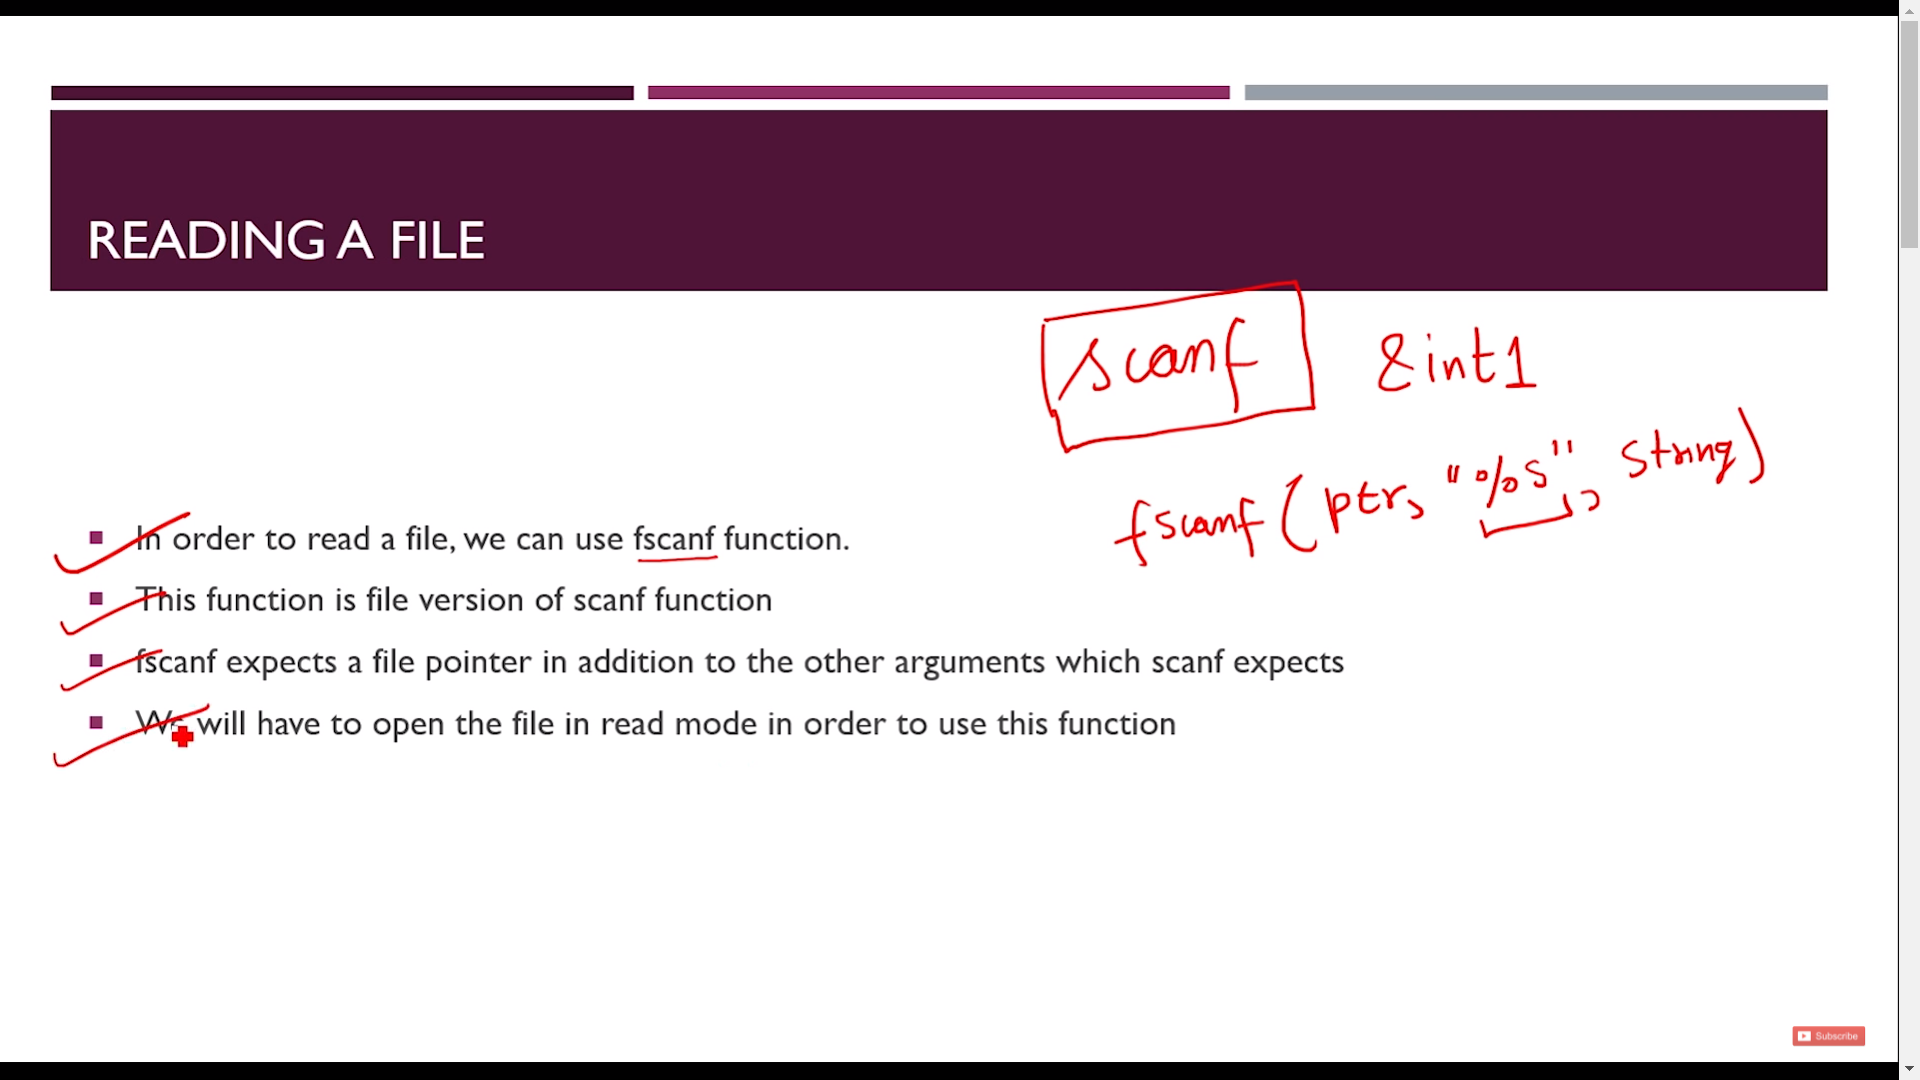 READING A FILE
scanf &int1
fscanf (ptr, "%s", string)
In order to read a file, we can use fscanf function.
This function is file version of scanf function
fscanf expects a file pointer in addition to the other arguments which scanf expects
We will have to open the file in read mode in order to use this function
Subscribe